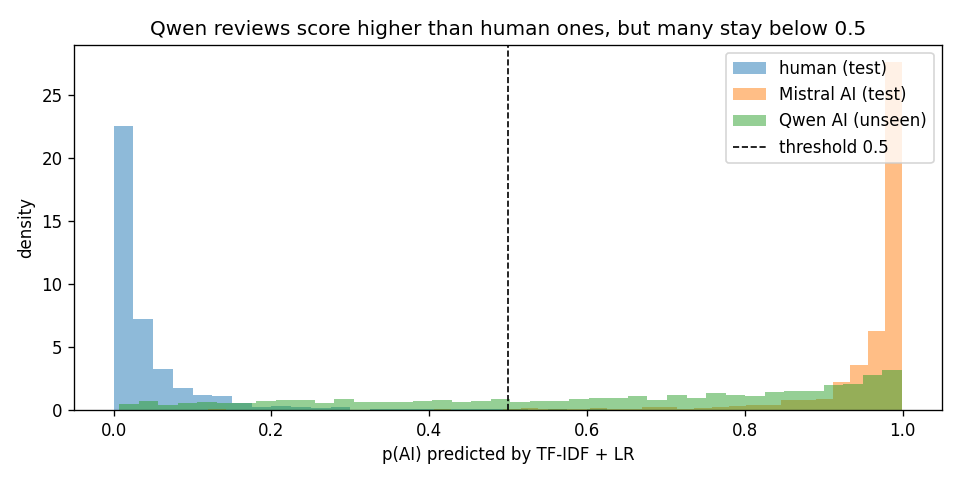 Qwen reviews score higher than human ones, but many stay below 0.5
human (test)
Mistral AI (test)
Qwen AI (unseen)
threshold 0.5
density
25
20
15
10
5
0
0.0 0.2 0.4 0.6 0.8 1.0
p(AI) predicted by TF-IDF + LR